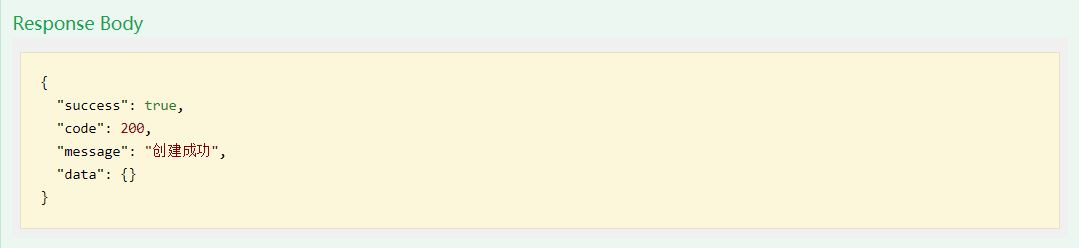 Response Body
{
  "success": true,
  "code": 200,
  "message": "创建成功",
  "data": {}
}